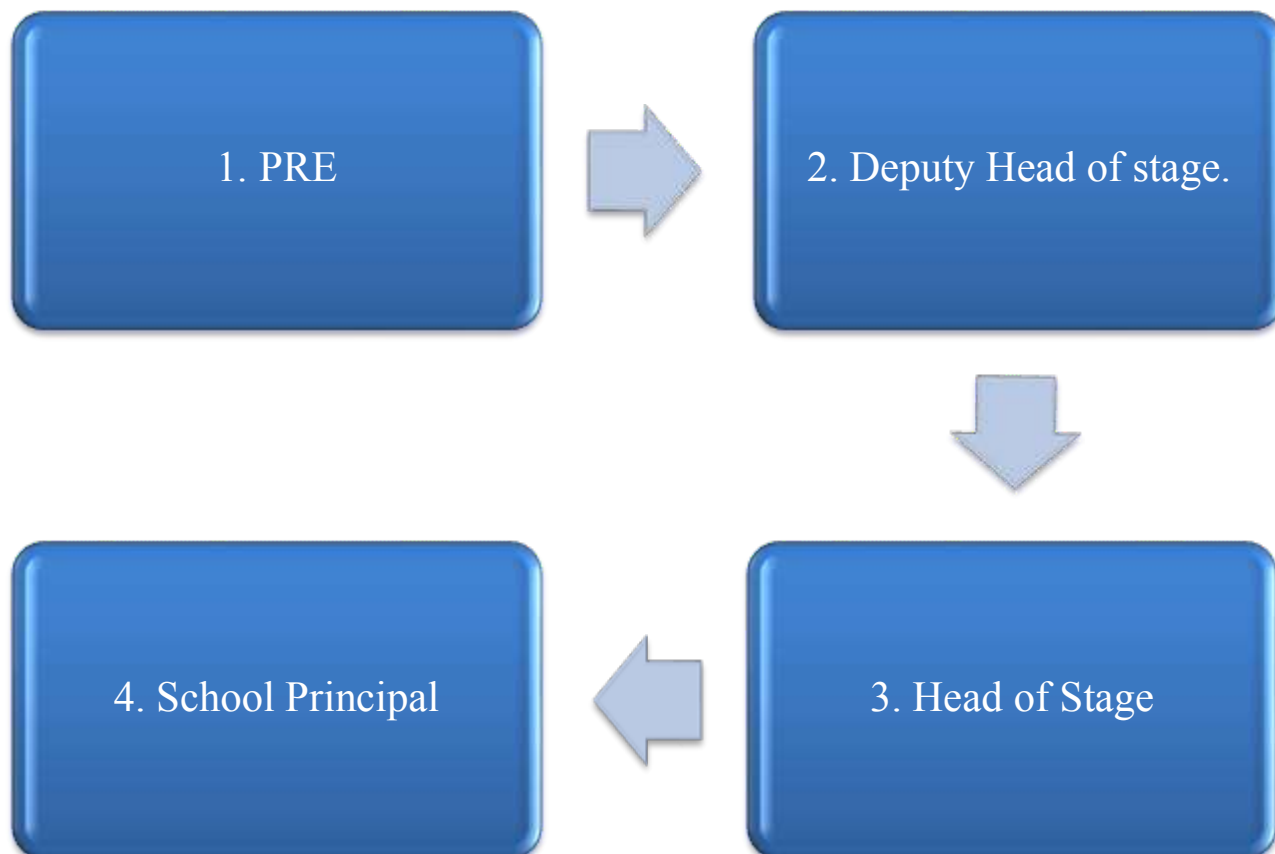 1. PRE
2. Deputy Head of stage.
3. Head of Stage
4. School Principal